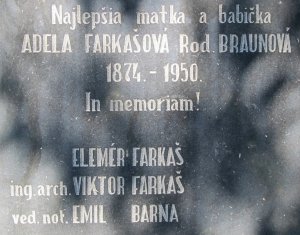 Najlepšia matka a babička
ADELA FARKAŠOVÁ Rod. BRAUNOVÁ
1874.-1950.
In memoriam!
ELEMÉR FARKAŠ
ing.arch. VIKTOR FARKAŠ
ved. not. EMIL BARNA